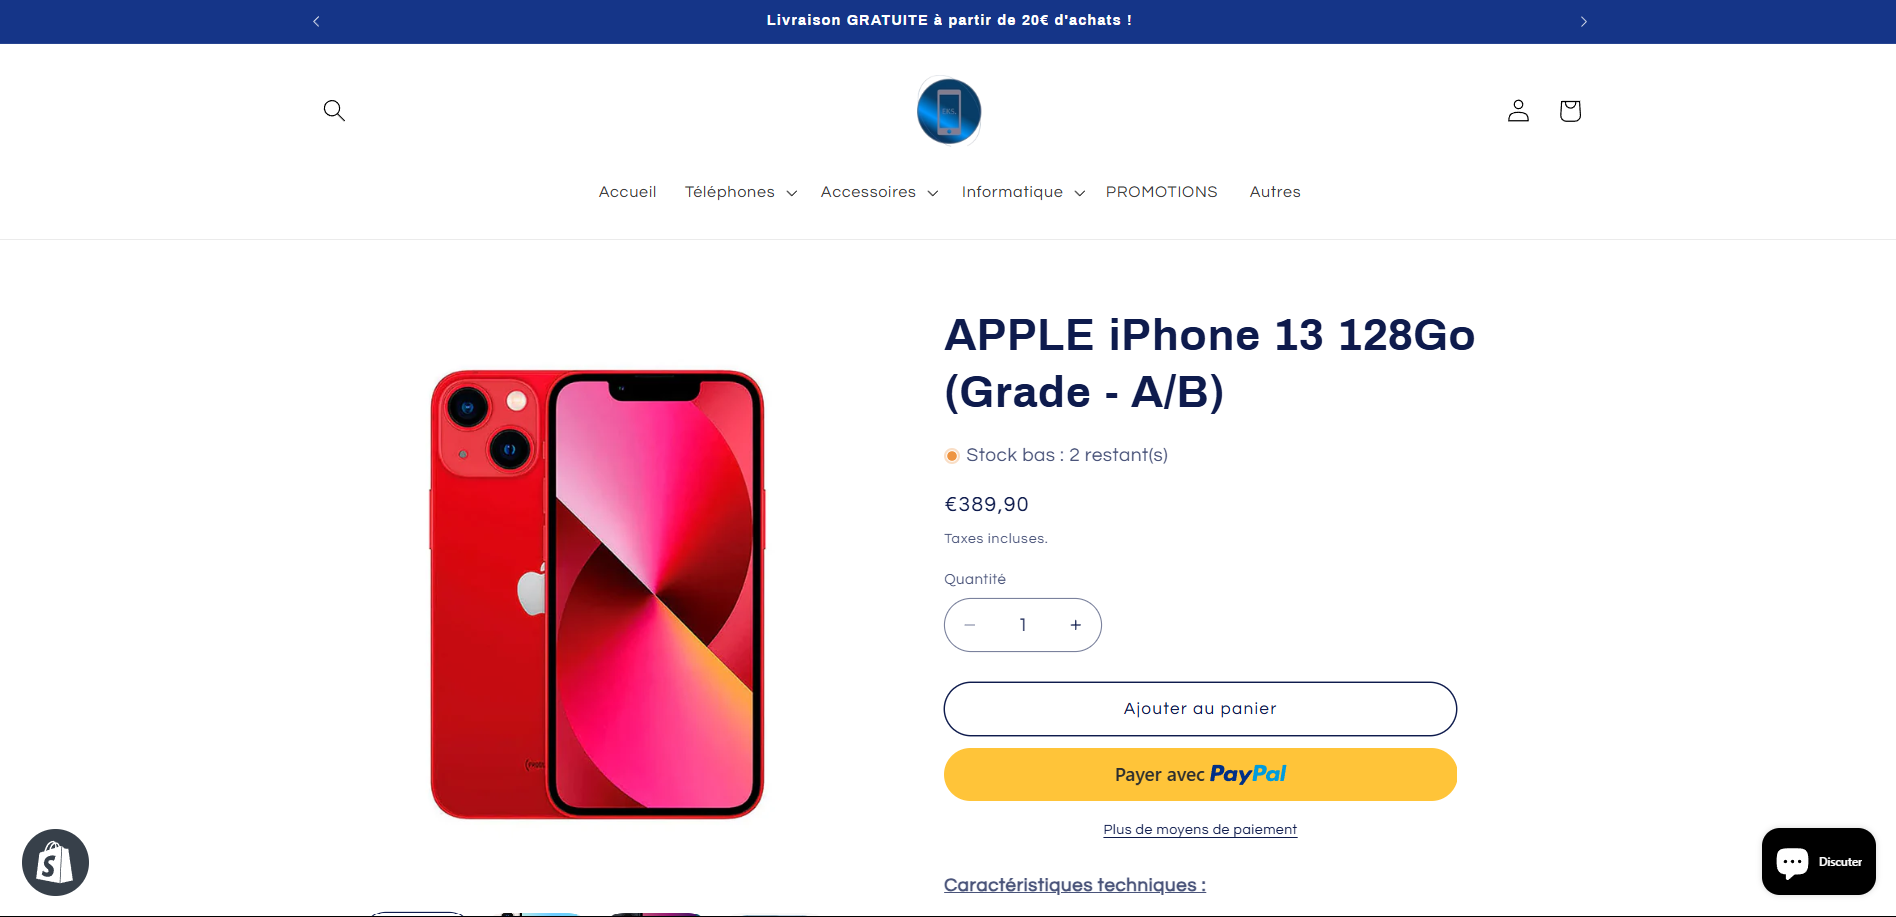 Livraison GRATUITE à partir de 20€ d'achats !
Accueil
Téléphones
Accessoires
Informatique
PROMOTIONS
Autres
APPLE iPhone 13 128Go
(Grade - A/B)
Stock bas : 2 restant(s)
€389,90
Taxes incluses.
Quantité
1
Ajouter au panier
Payer avec PayPal
Plus de moyens de paiement
Discuter
Caractéristiques techniques :